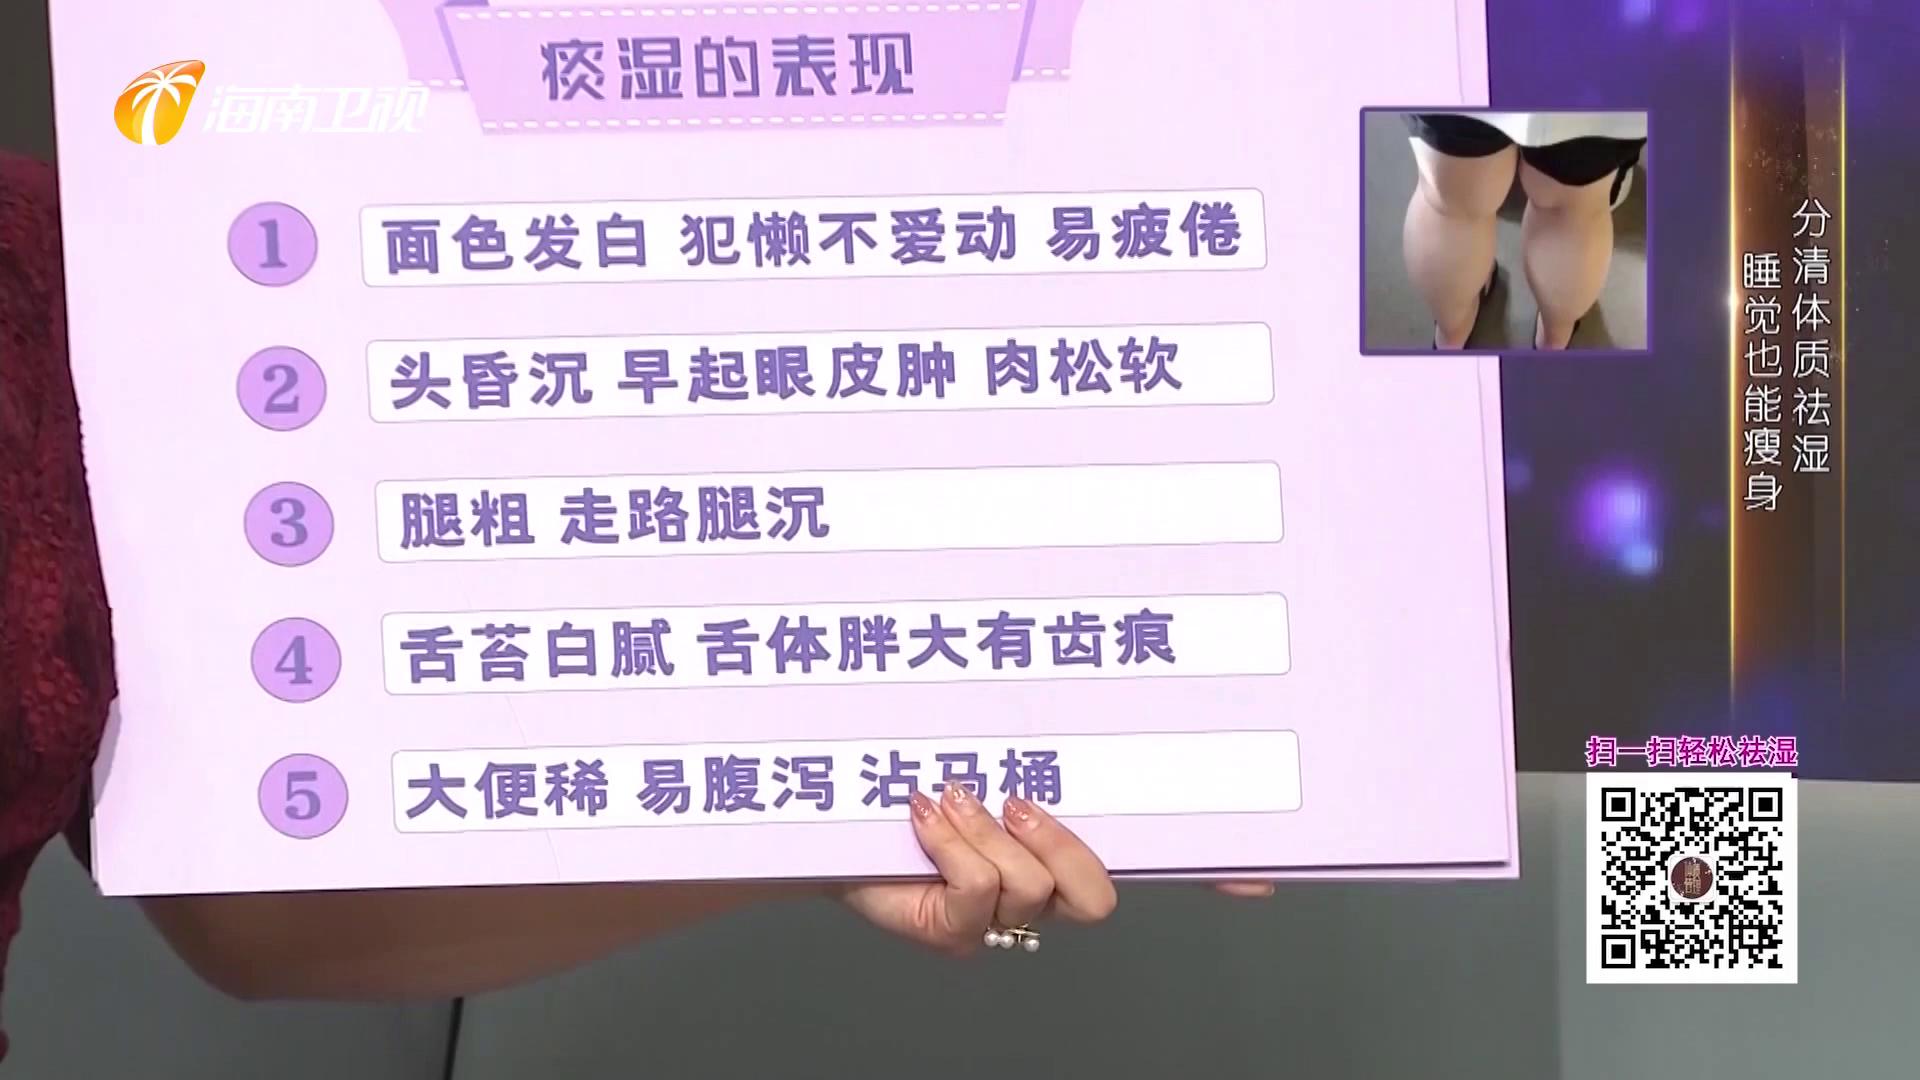 海南卫视
痰湿的表现
1 面色发白 犯懒不爱动 易疲倦
2 头昏沉 早起眼皮肿 肉松软
3 腿粗 走路腿沉
4 舌苔白腻 舌体胖大有齿痕
5 大便稀 易腹泻 沾马桶
分清体质祛湿
睡觉也能瘦身
扫一扫轻松祛湿